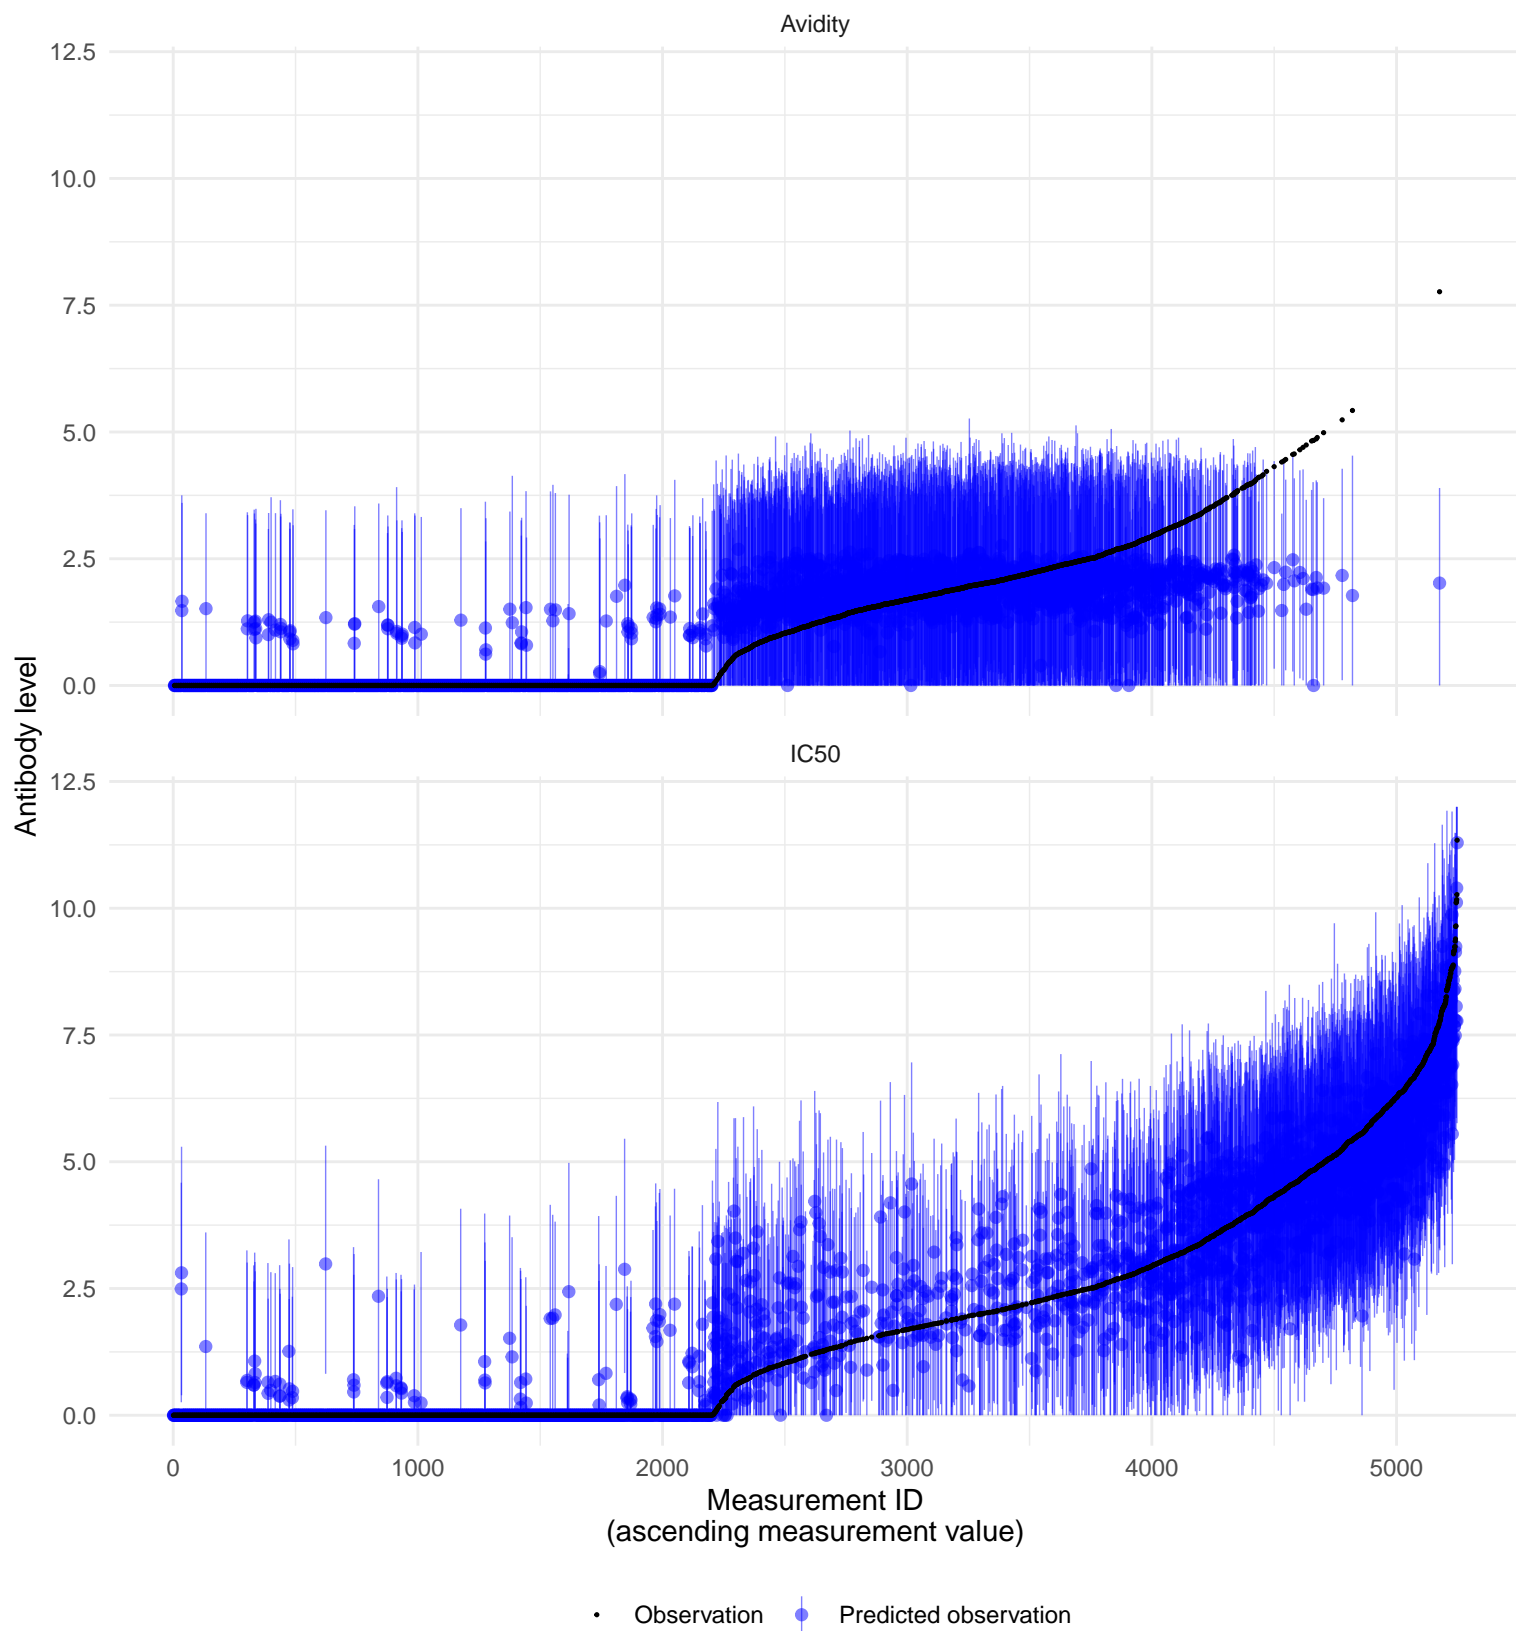 Avidity
12.5
10.0
7.5
5.0
2.5
0.0
Antibody level
IC50
12.5
10.0
7.5
5.0
2.5
0.0
0 1000 2000 3000 4000 5000
Measurement ID
(ascending measurement value)
Observation Predicted observation